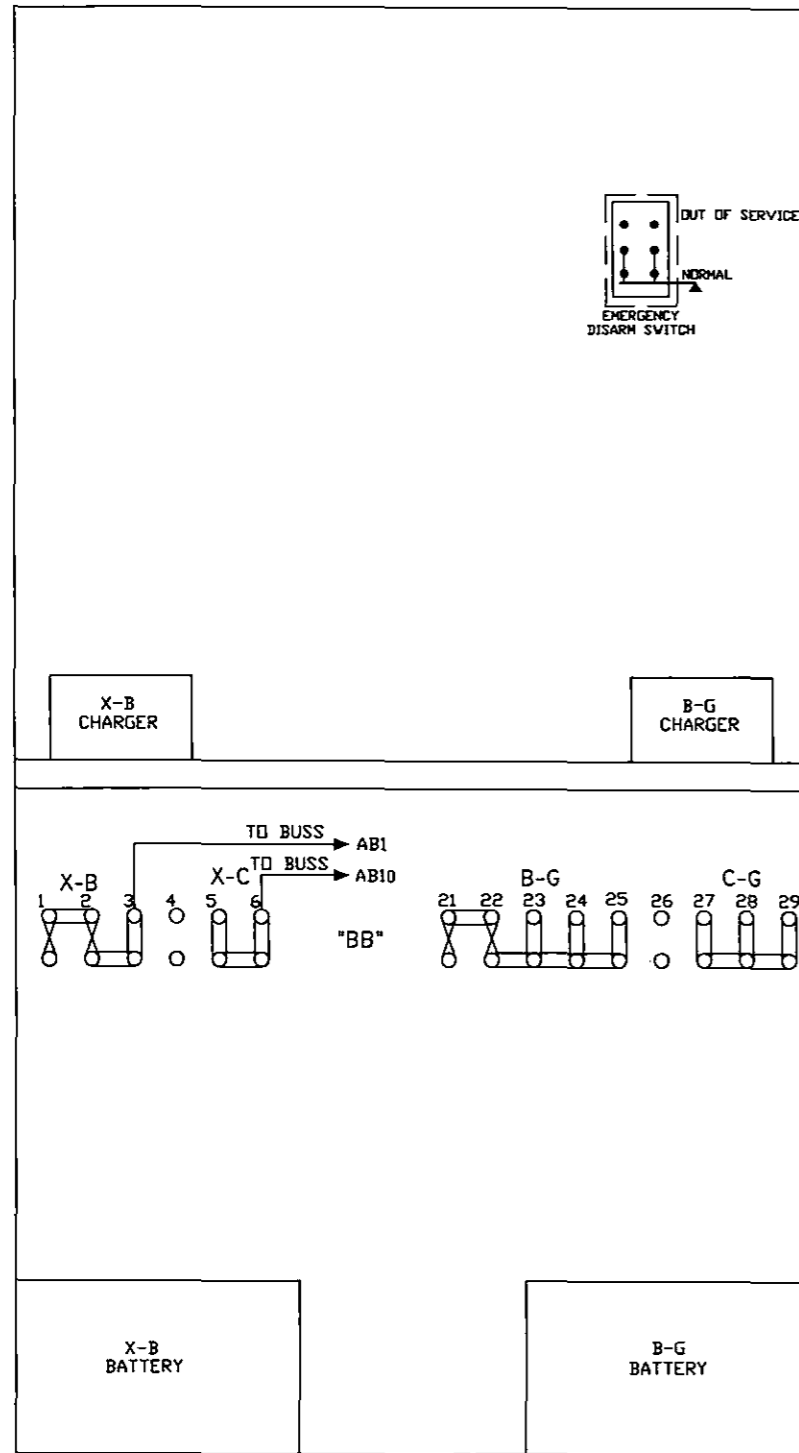 OUT OF SERVICE
NORMAL
EMERGENCY
DISARM SWITCH
X-B
CHARGER
B-G
CHARGER
TO BUSS
AB1
TO BUSS
AB10
X-B
X-C
B-G
C-G
1 2 3 4 5 6
21 22 23 24 25 26 27 28 29
"BB"
X-B
BATTERY
B-G
BATTERY